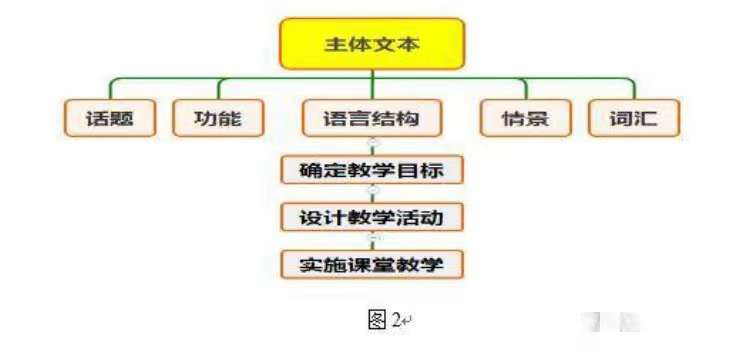 主体文本
话题 功能 语言结构 情景 词汇
确定教学目标
设计教学活动
实施课堂教学
图2